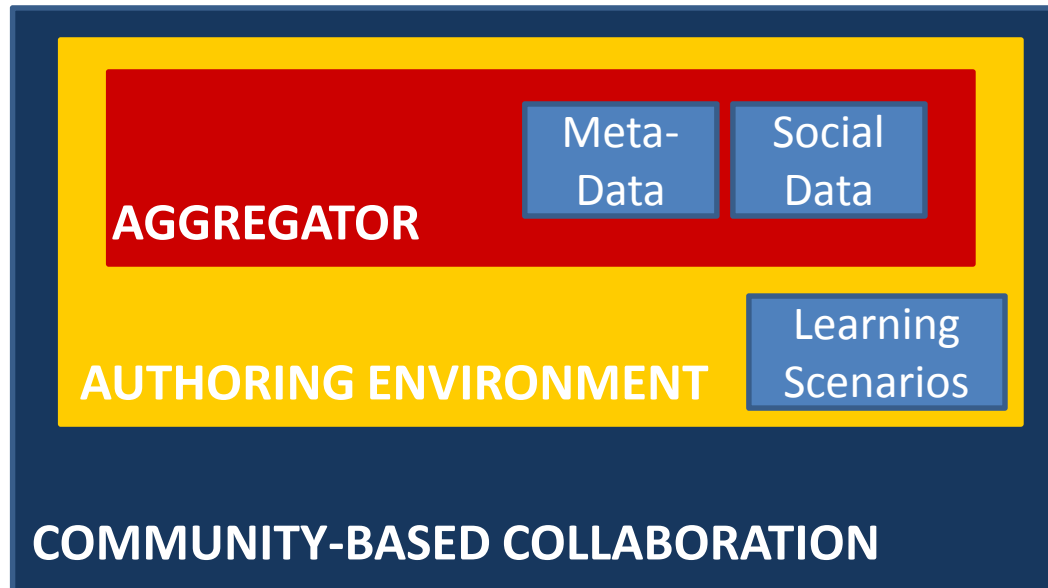 Meta-
Data
Social
Data
AGGREGATOR
Learning
Scenarios
AUTHORING ENVIRONMENT
COMMUNITY-BASED COLLABORATION